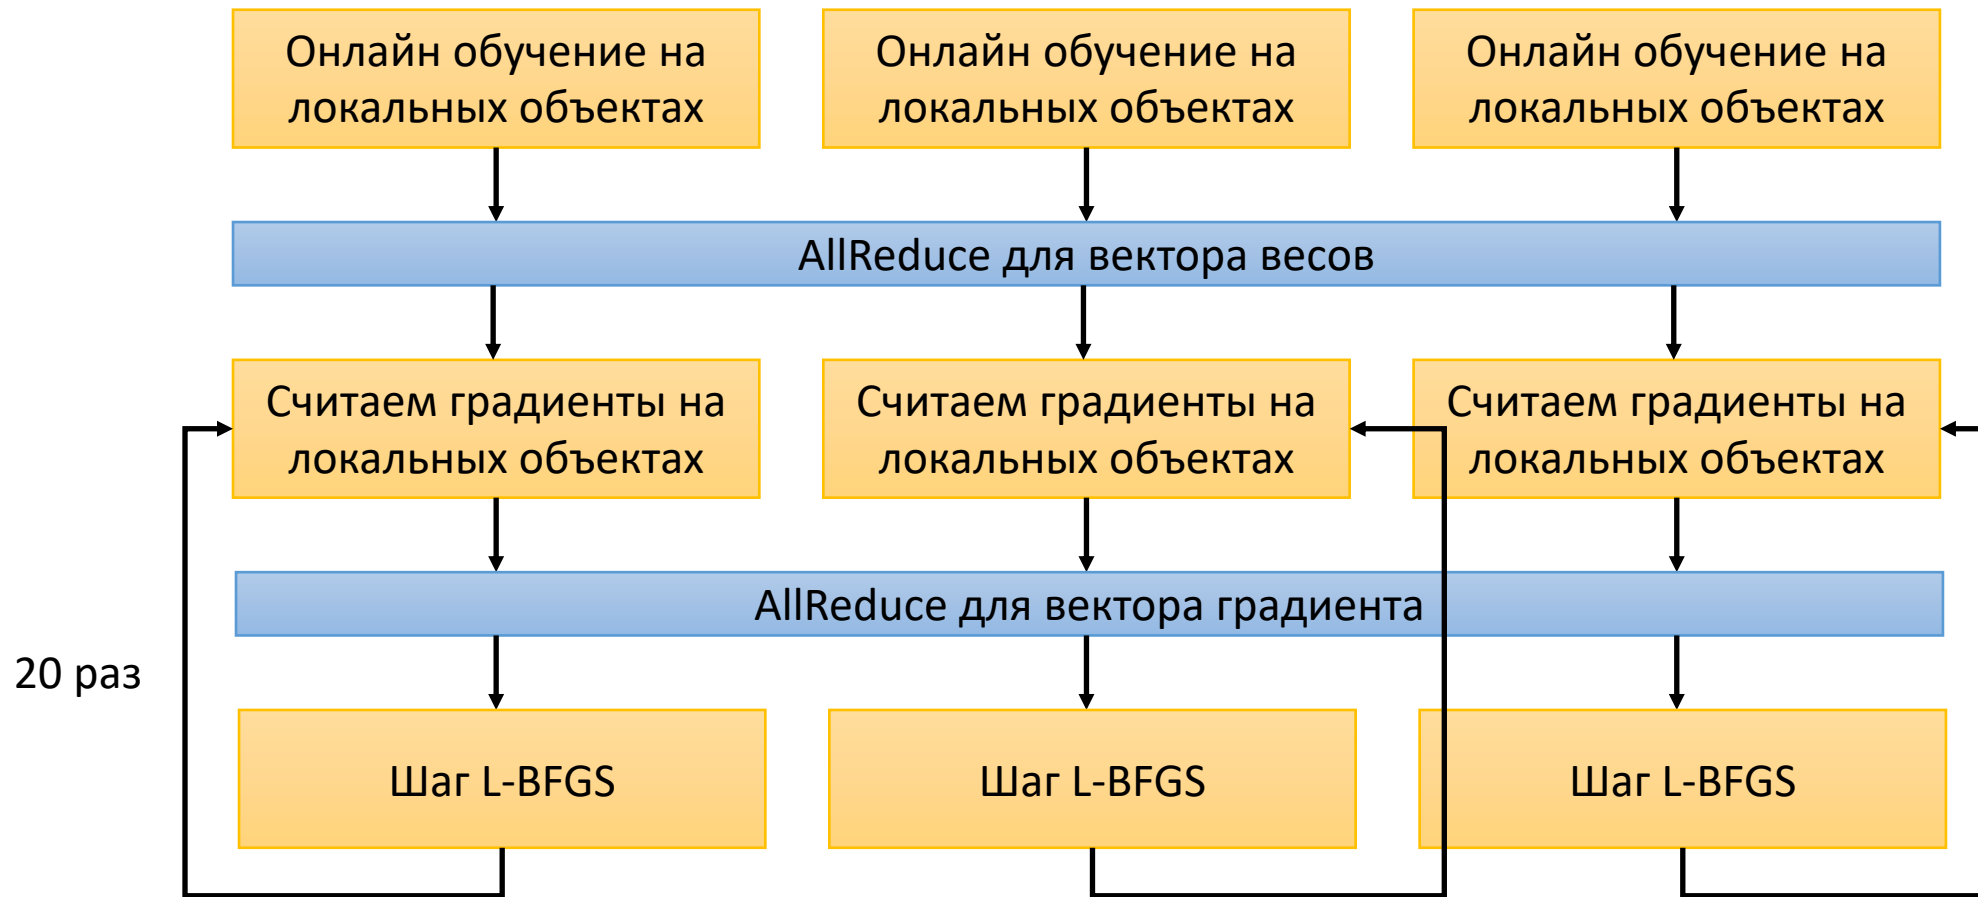 Онлайн обучение на
локальных объектах
Онлайн обучение на
локальных объектах
Онлайн обучение на
локальных объектах
AllReduce для вектора весов
Считаем градиенты на
локальных объектах
Считаем градиенты на
локальных объектах
Считаем градиенты на
локальных объектах
AllReduce для вектора градиента
20 раз
Шаг L-BFGS
Шаг L-BFGS
Шаг L-BFGS